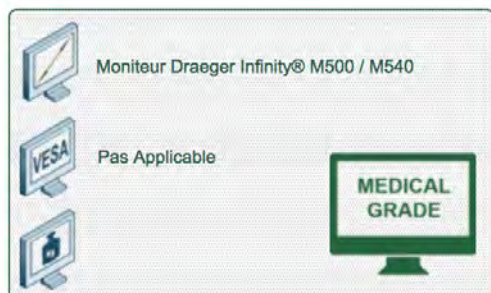 Moniteur Draeger Infinity® M500 / M540
VESA
Pas Applicable
MEDICAL
GRADE